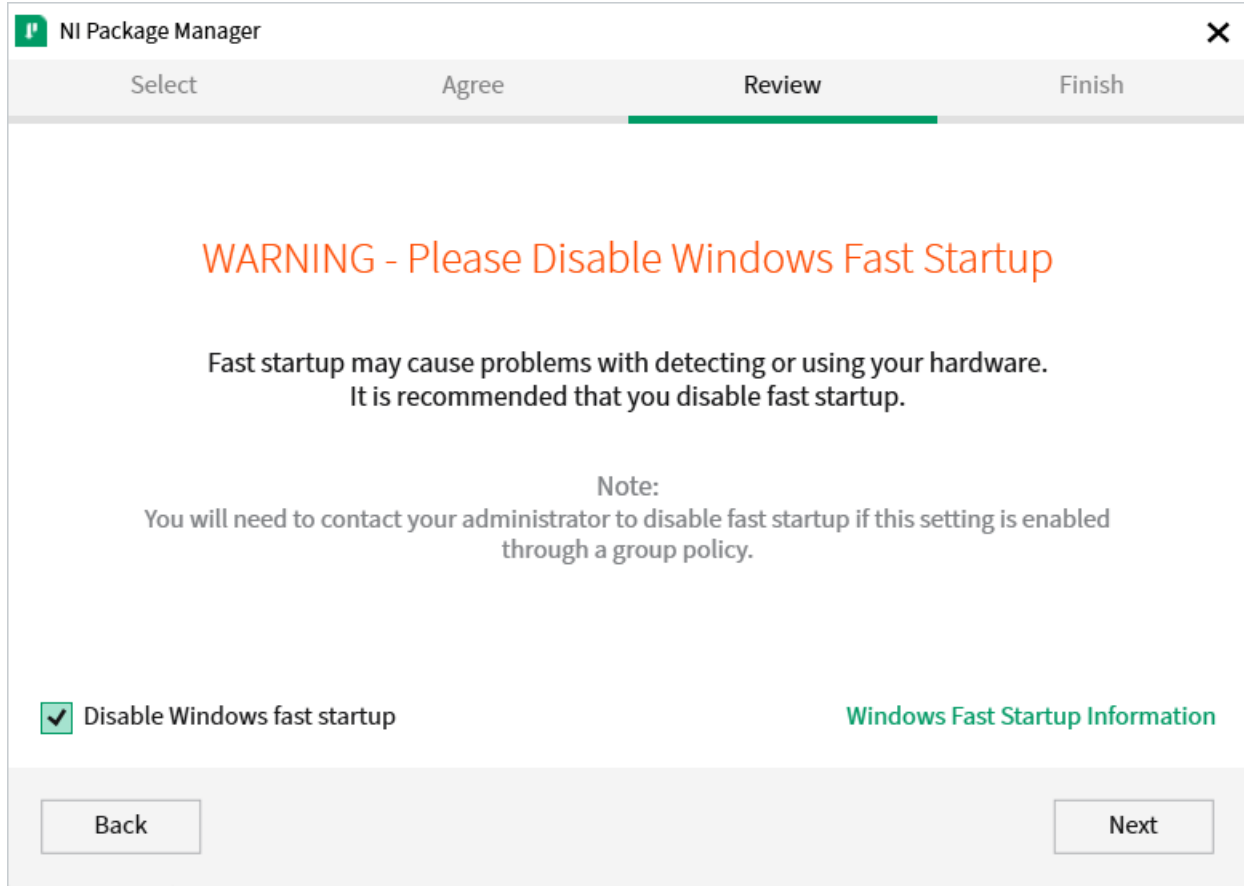 NI Package Manager
Select
Agree
Review
Finish
WARNING - Please Disable Windows Fast Startup
Fast startup may cause problems with detecting or using your hardware.
It is recommended that you disable fast startup.
Note:
You will need to contact your administrator to disable fast startup if this setting is enabled
through a group policy.
Disable Windows fast startup
Windows Fast Startup Information
Back
Next